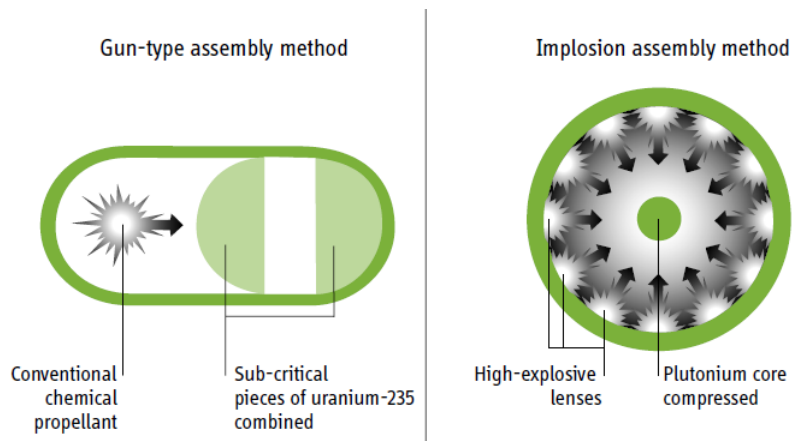 Gun-type assembly method
Conventional
chemical
propellant
Sub-critical
pieces of uranium-235
combined
Implosion assembly method
High-explosive
lenses
Plutonium core
compressed